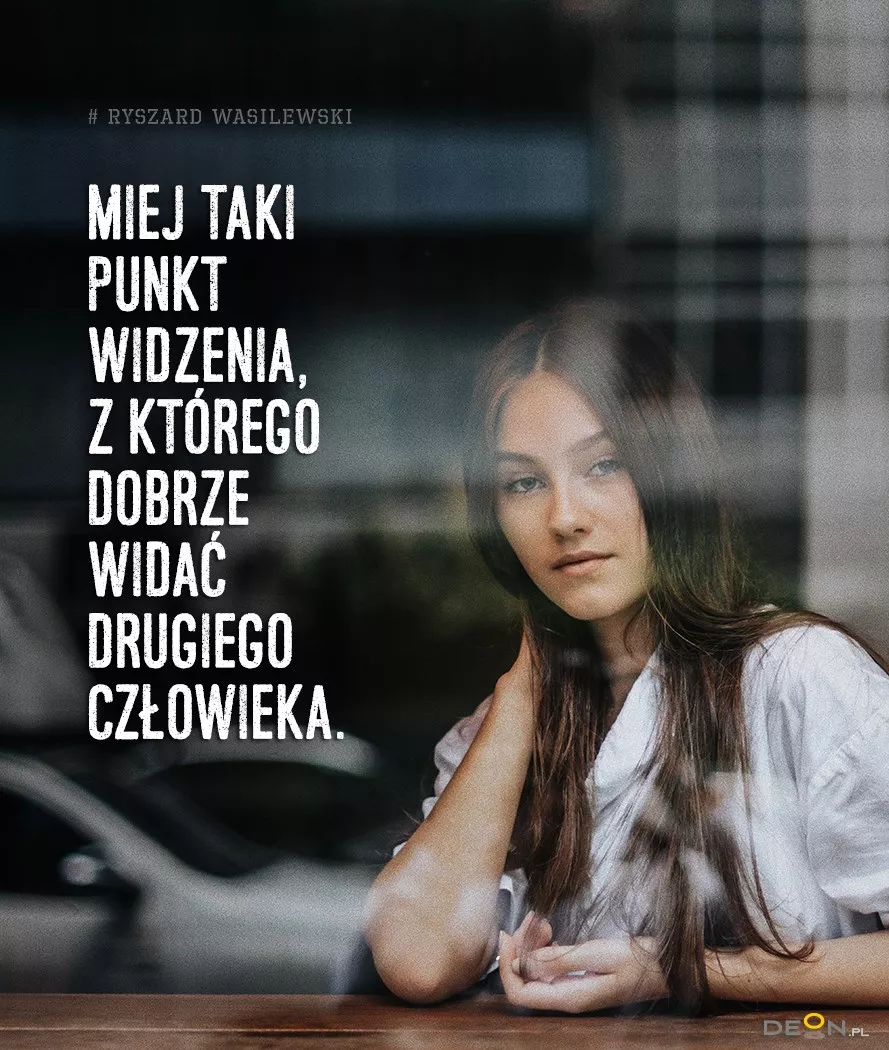 # RYSZARD WASILEWSKI
MIEJ TAKI
PUNKT
WIDZENIA,
Z KTÓREGO
DOBRZE
WIDAĆ
DRUGIEGO
CZŁOWIEKA.
DEON.PL